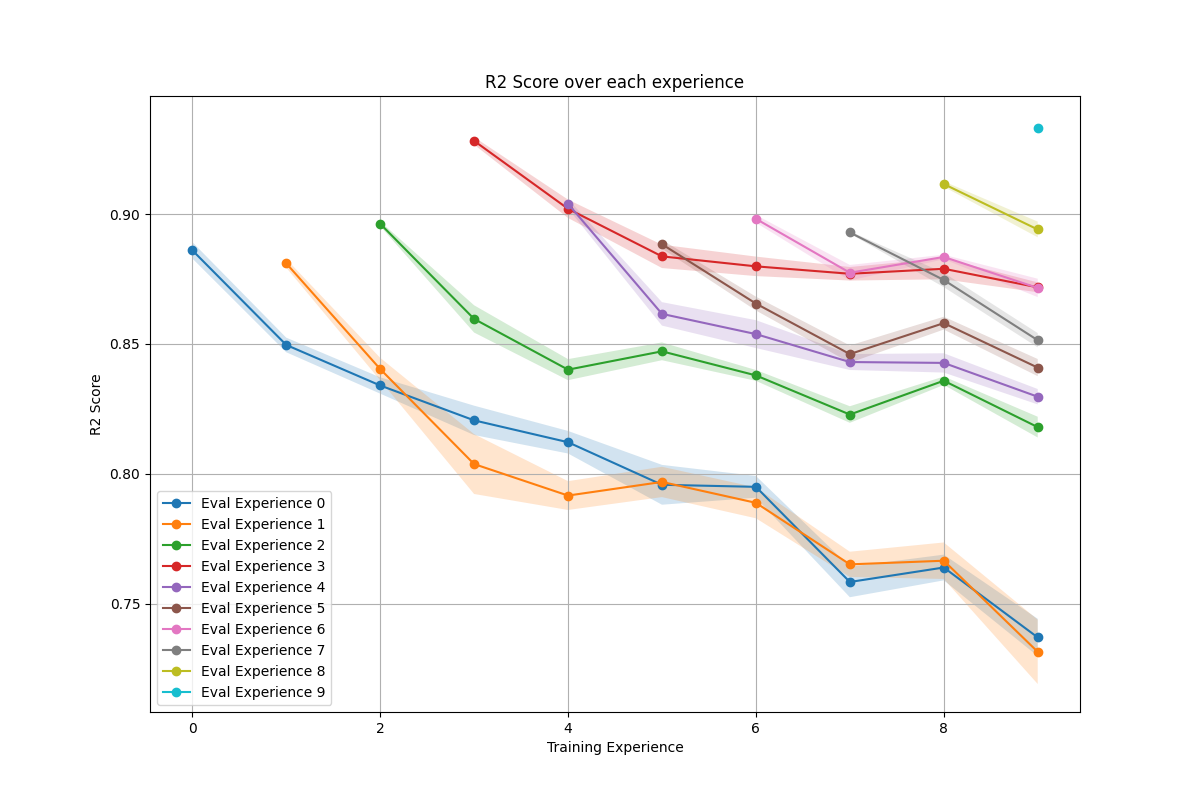 R2 Score over each experience
R2 Score
0.90
0.85
0.80
0.75
Eval Experience 0
Eval Experience 1
Eval Experience 2
Eval Experience 3
Eval Experience 4
Eval Experience 5
Eval Experience 6
Eval Experience 7
Eval Experience 8
Eval Experience 9
0 2 4 6 8
Training Experience